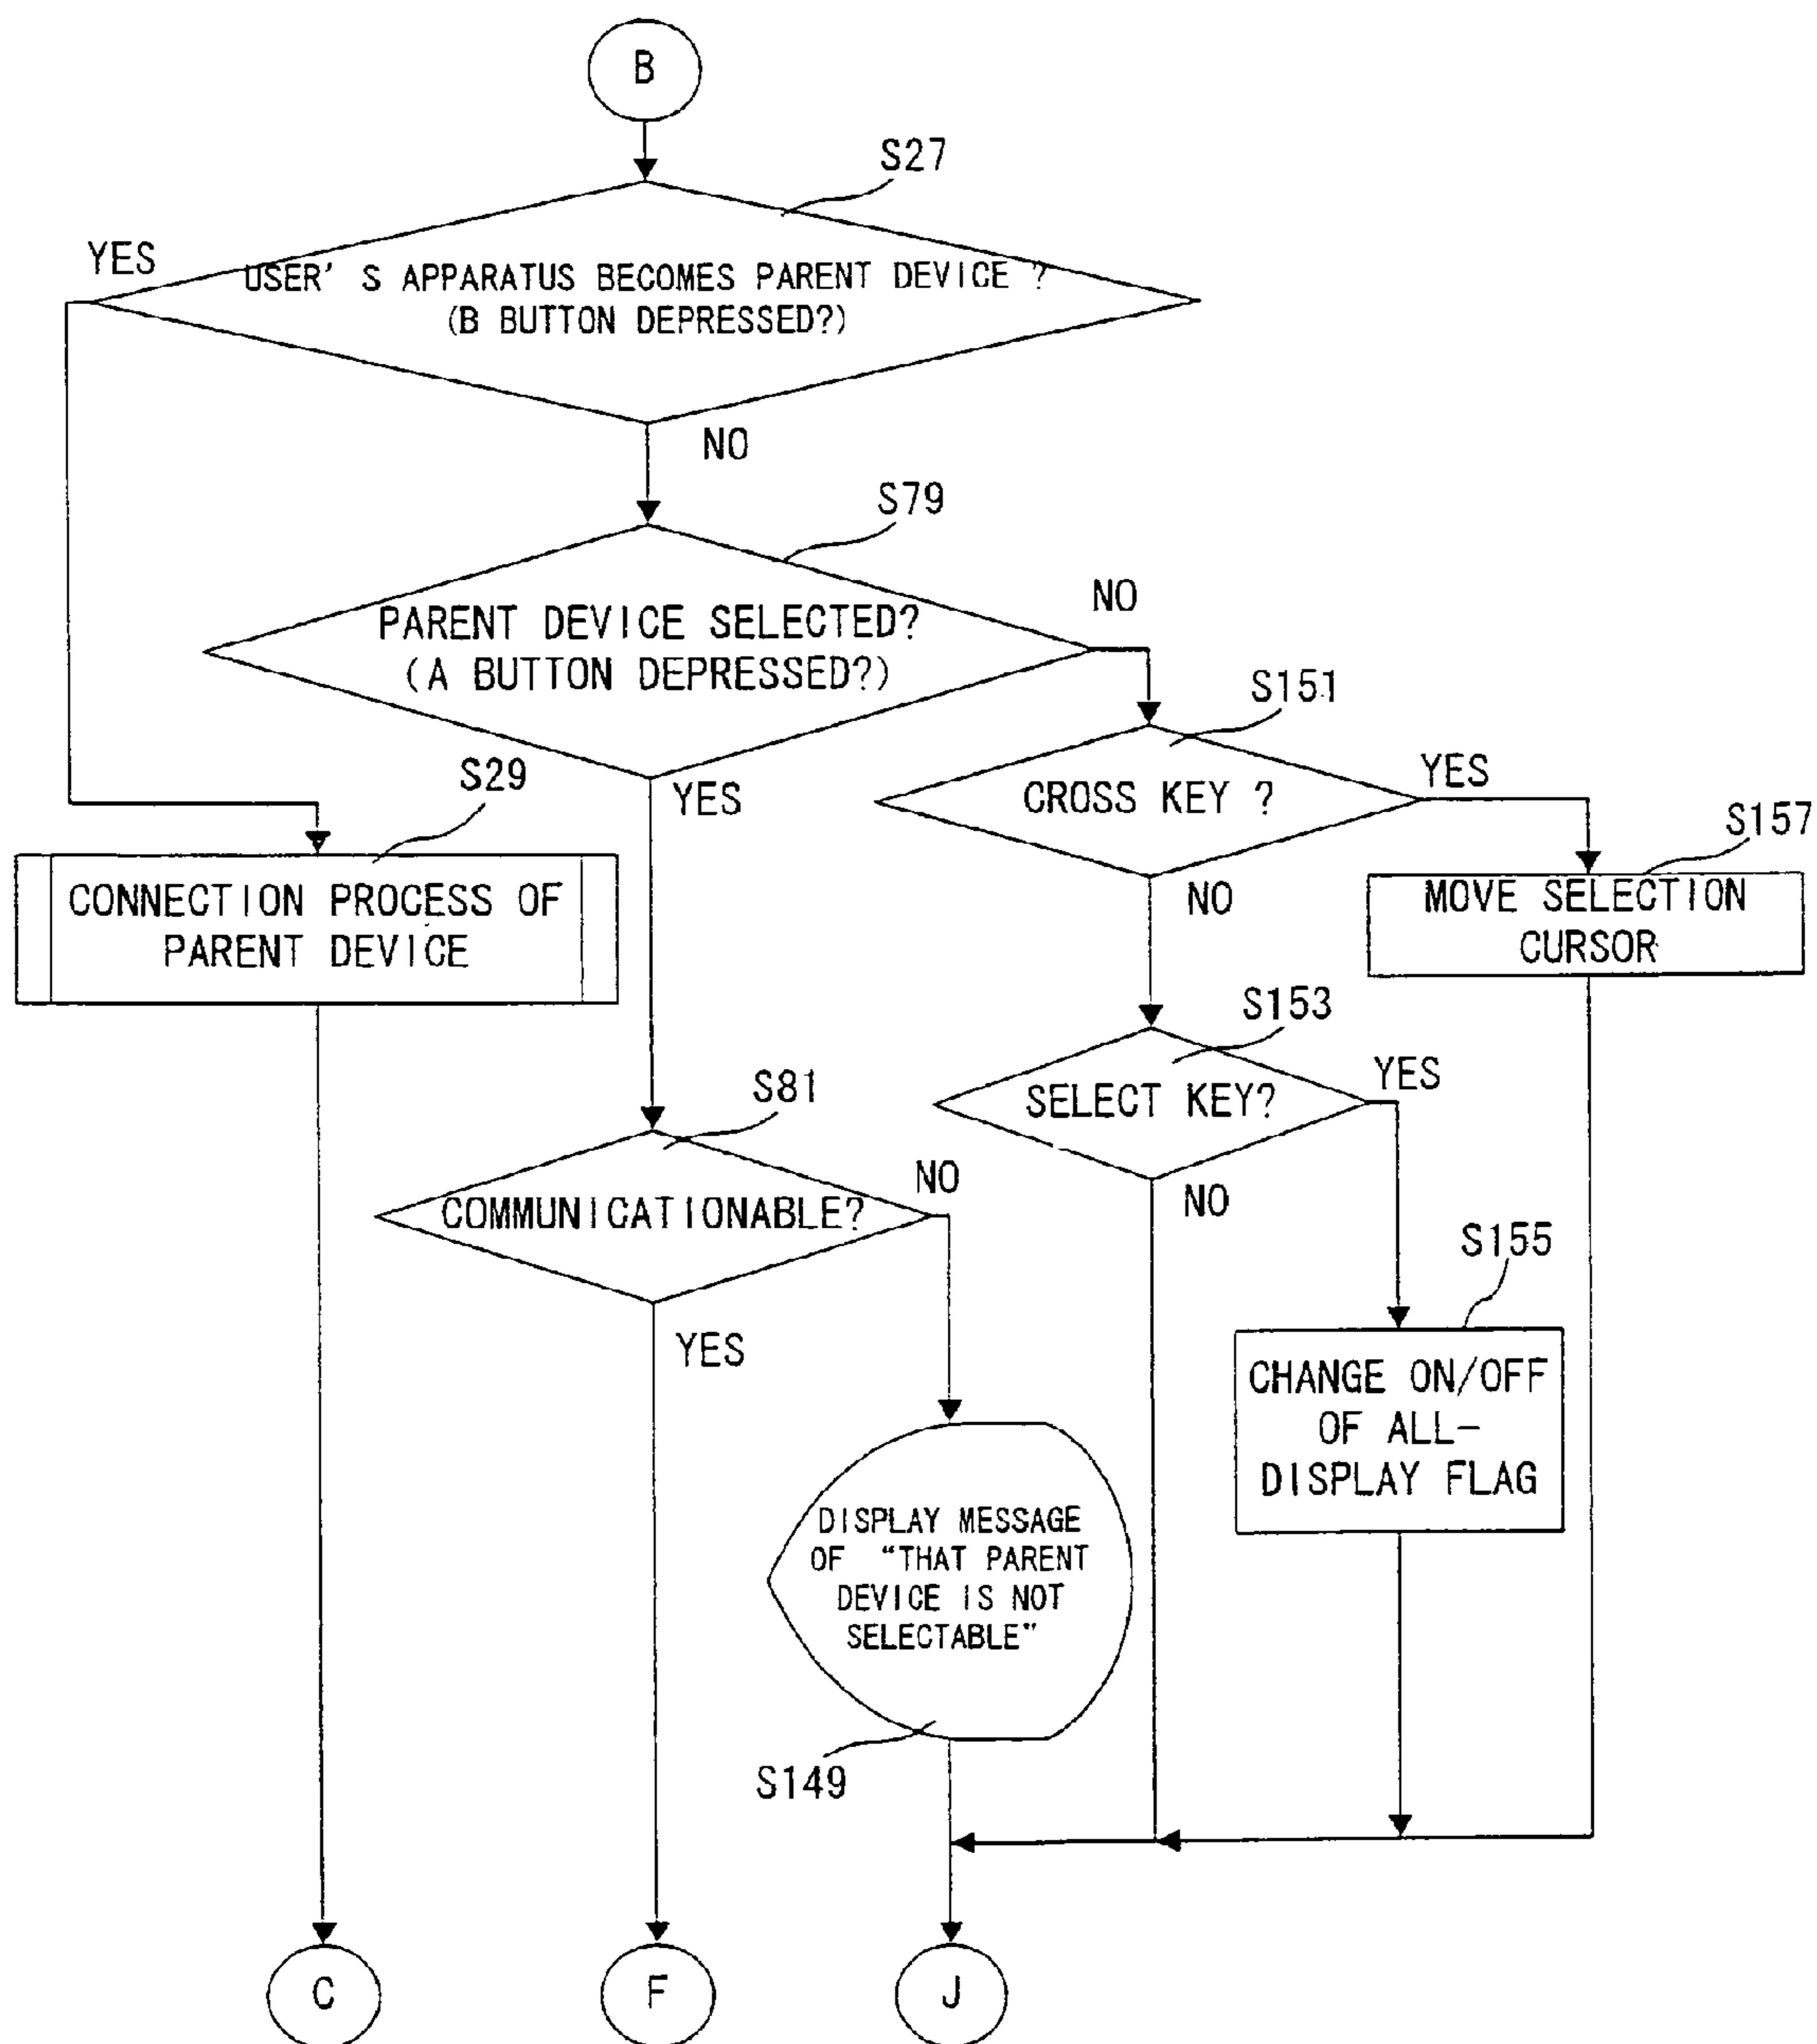 B
S27
YES
USER'S APPARATUS BECOMES PARENT DEVICE ?
(B BUTTON DEPRESSED?)
NO
S79
PARENT DEVICE SELECTED?
(A BUTTON DEPRESSED?)
NO
YES
S151
CROSS KEY ?
YES
NO
S29
CONNECTION PROCESS OF
PARENT DEVICE
S157
MOVE SELECTION
CURSOR
S153
SELECT KEY?
YES
NO
S81
COMMUNICATIONABLE?
NO
YES
S155
CHANGE ON/OFF
OF ALL-
DISPLAY FLAG
DISPLAY MESSAGE
OF “THAT PARENT
DEVICE IS NOT
SELECTABLE”
S149
C
F
J